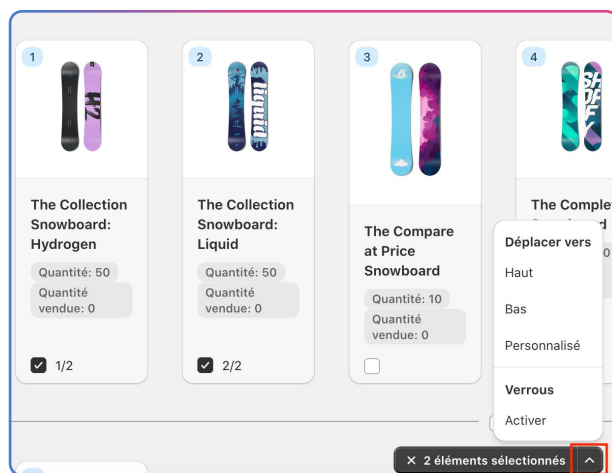 1
2
3
4
The Collection
Snowboard:
Hydrogen
Quantité: 50
Quantité
vendue: 0
1/2
The Collection
Snowboard:
Liquid
Quantité: 50
Quantité
vendue: 0
2/2
The Compare
at Price
Snowboard
Quantité: 10
Quantité
vendue: 0
The Comple
Déplacer vers
Haut
Bas
Personnalisé
Verrous
Activer
2 éléments sélectionnés